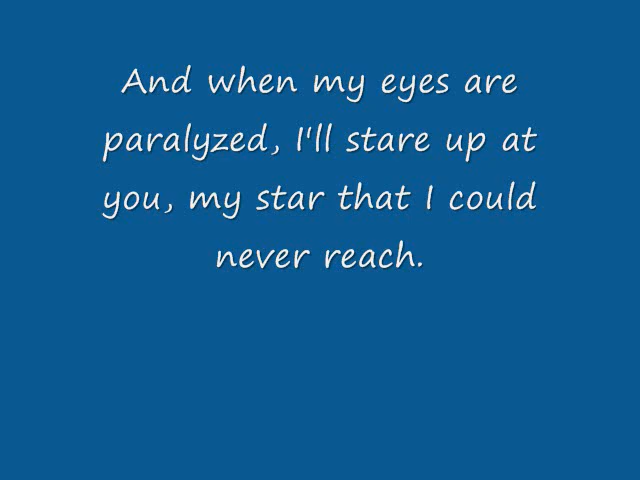 And when my eyes are
paralyzed, I'll stare up at
you, my star that I could
never reach.